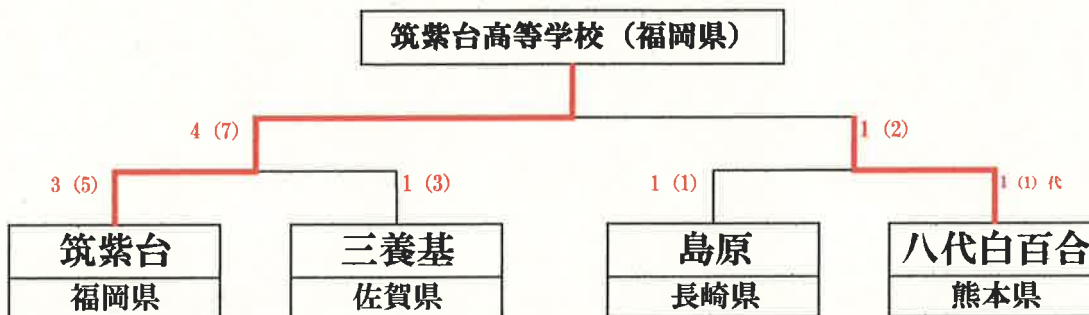 筑紫台高等学校（福岡県）
4 (7)
1 (2)
3 (5)
1 (3)
1 (1)
1 (1) 代
筑紫台
三養基
島原
八代白百合
福岡県
佐賀県
長崎県
熊本県